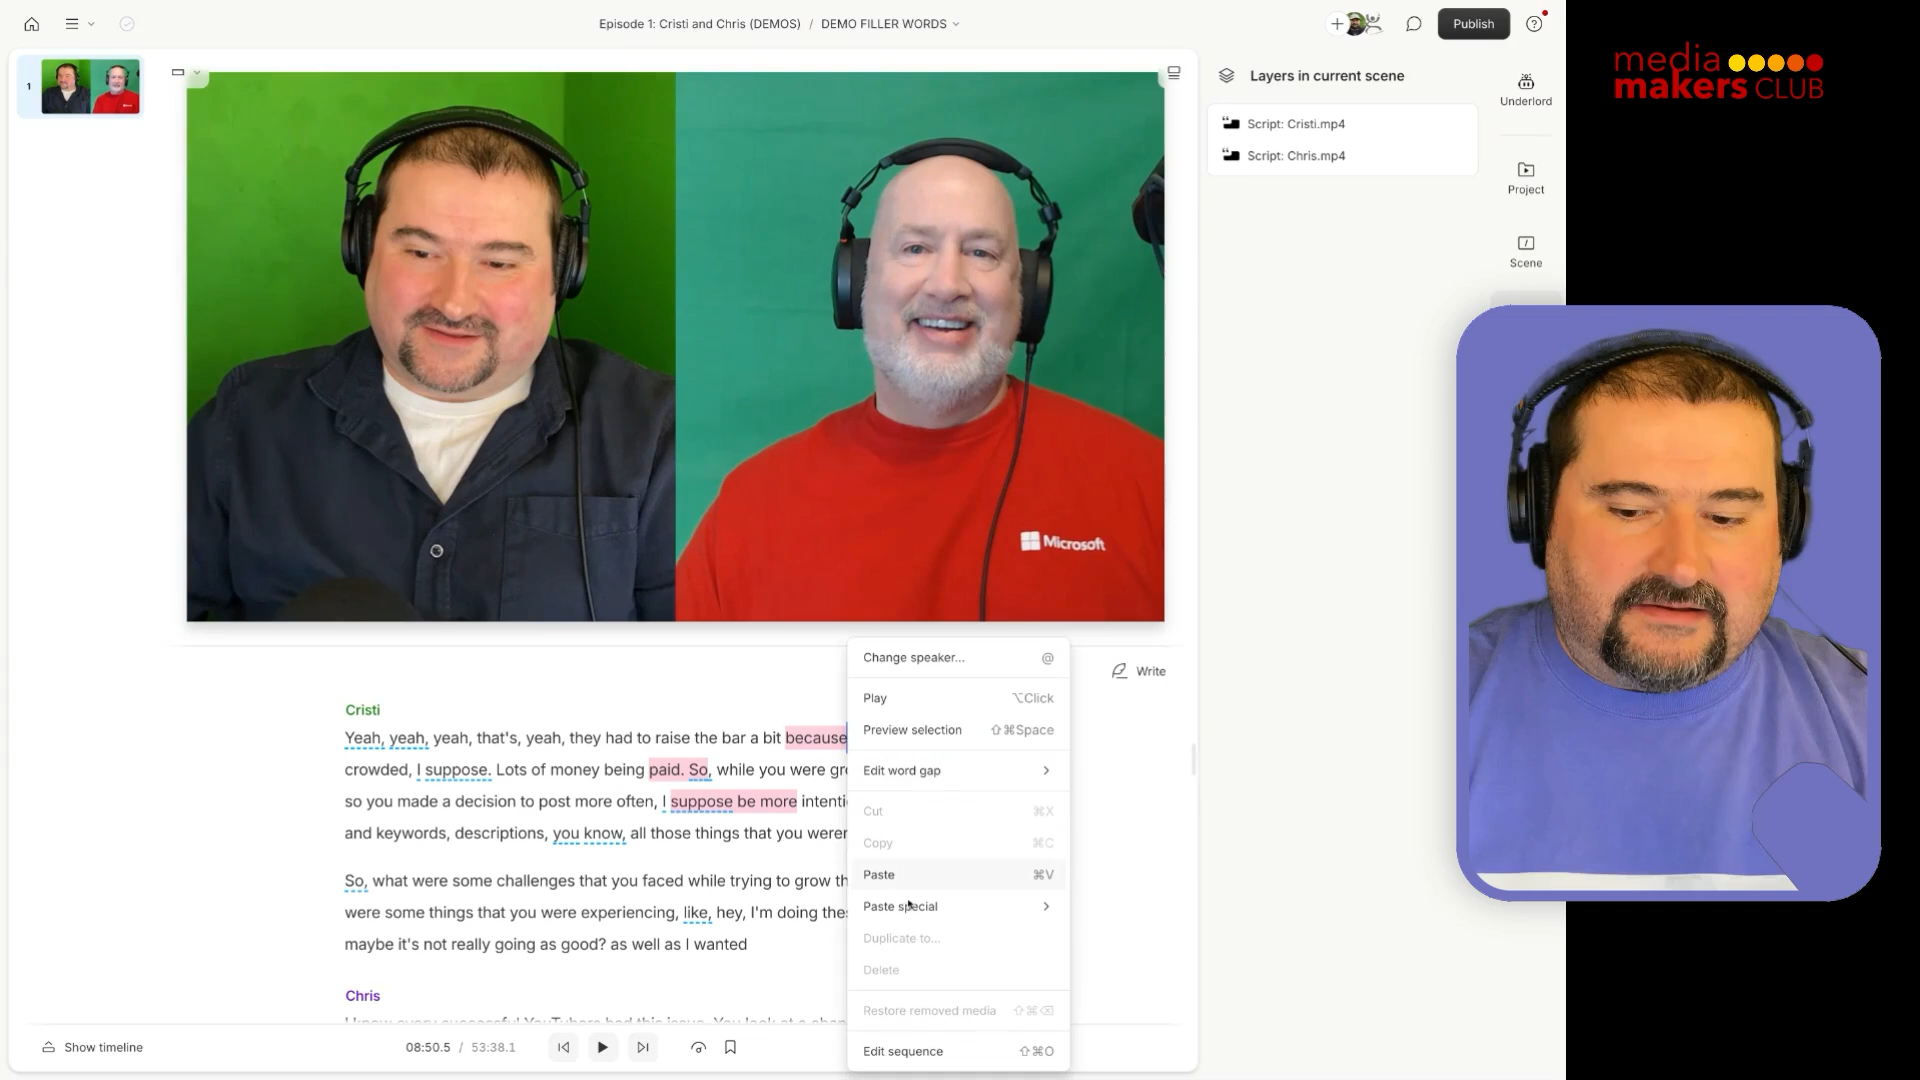 Episode 1: Cristi and Chris (DEMOS) / DEMO FILLER WORDS
Publish
media
makers CLUB
1
Layers in current scene
Script: Cristi.mp4
Script: Chris.mp4
Underlord
Project
Scene
Microsoft
Write
Change speaker... @
Play ⌥Click
Preview selection ⇧⌘Space
Edit word gap
Cut ⌘X
Copy ⌘C
Paste ⌘V
Paste special
Duplicate to...
Delete
Restore removed media ⇧⌘⌫
Edit sequence ⇧⌘O
Cristi
Yeah, yeah, yeah, that's, yeah, they had to raise the bar a bit because
crowded, I suppose. Lots of money being paid. So, while you were
so you made a decision to post more often, I suppose be more
and keywords, descriptions, you know, all those things that you
So, what were some challenges that you faced while trying to grow
were some things that you were experiencing, like, hey, I'm doing
maybe it's not really going as good? as well as I wanted
Chris
Show timeline
08:50.5 / 53:38.1